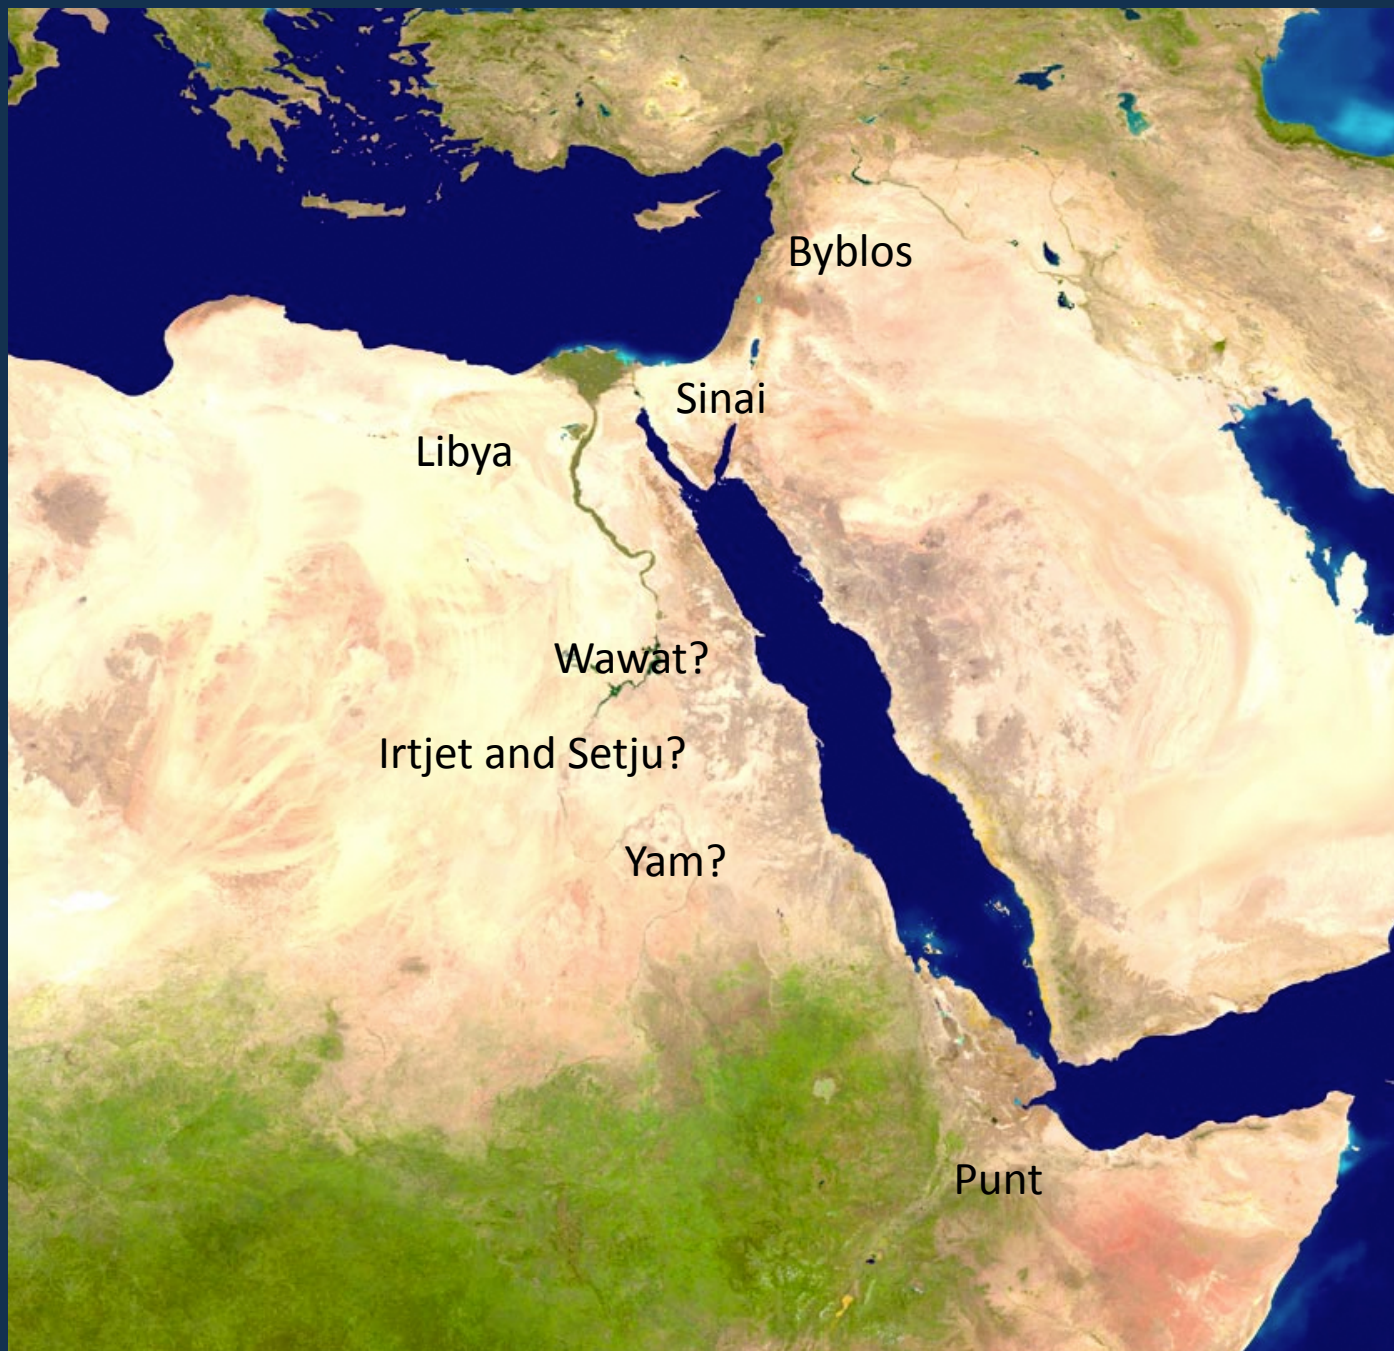 Byblos
Sinai
Libya
Wawat?
Irtjet and Setju?
Yam?
Punt